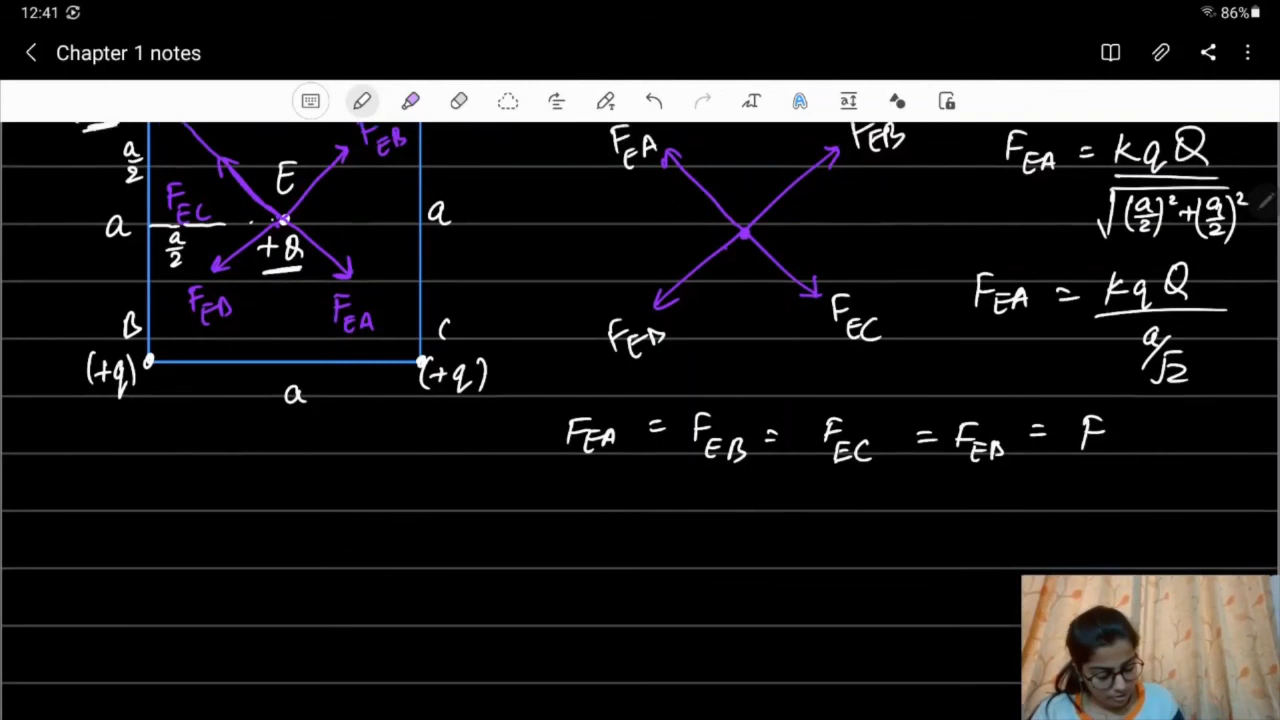 12:41 86%
Chapter 1 notes
a/2 F_EB F_EA F_EB F_EA = kqQ / √((a/2)²+(a/2)²)
E
F_EC
a a
a/2 +Q
F_ED F_EA F_ED F_EC F_EA = kqQ / a/√2
B C
(+q) (+q)
a
F_EA = F_EB = F_EC = F_ED = F